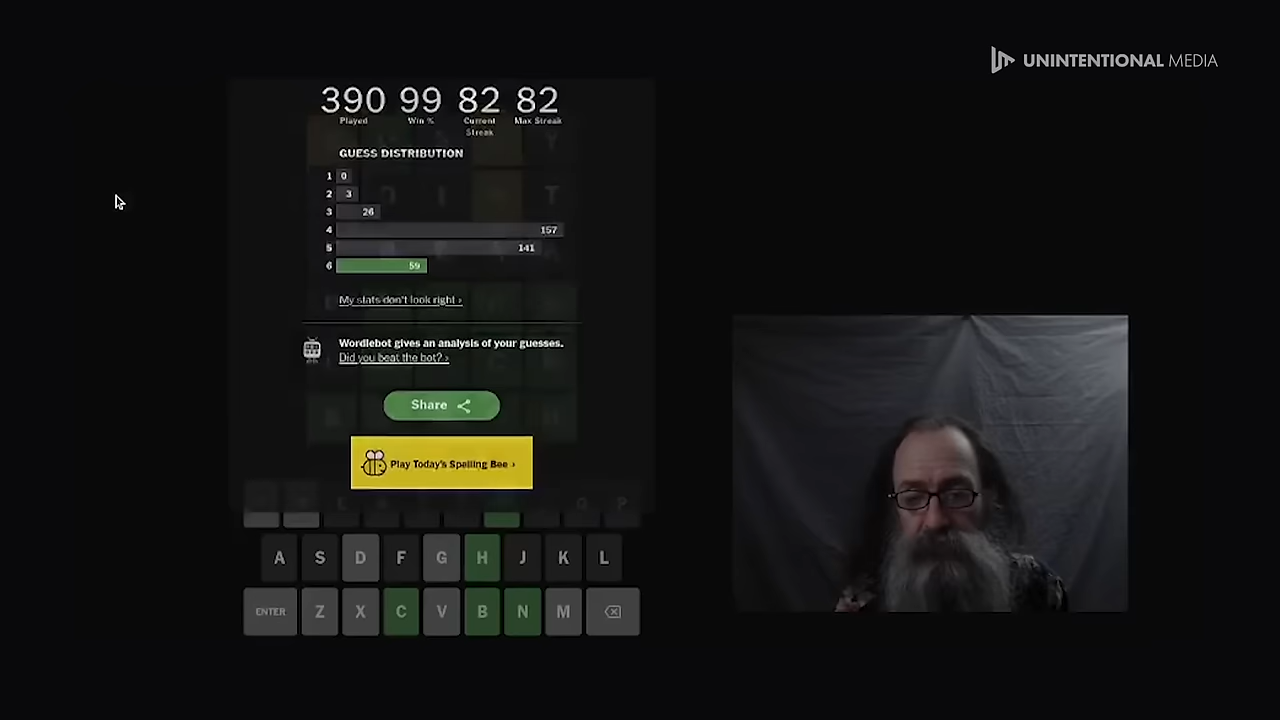 UNINTENTIONAL MEDIA
390 99 82 82
Played Win % Current Streak Max Streak
GUESS DISTRIBUTION
1 0
2 3
3 26
4 157
5 141
6 59
My stats don't look right ›
Wordlebot gives an analysis of your guesses.
Did you beat the bot? ›
Share
Play Today's Spelling Bee ›
O P
A S D F G H J K L
ENTER Z X C V B N M